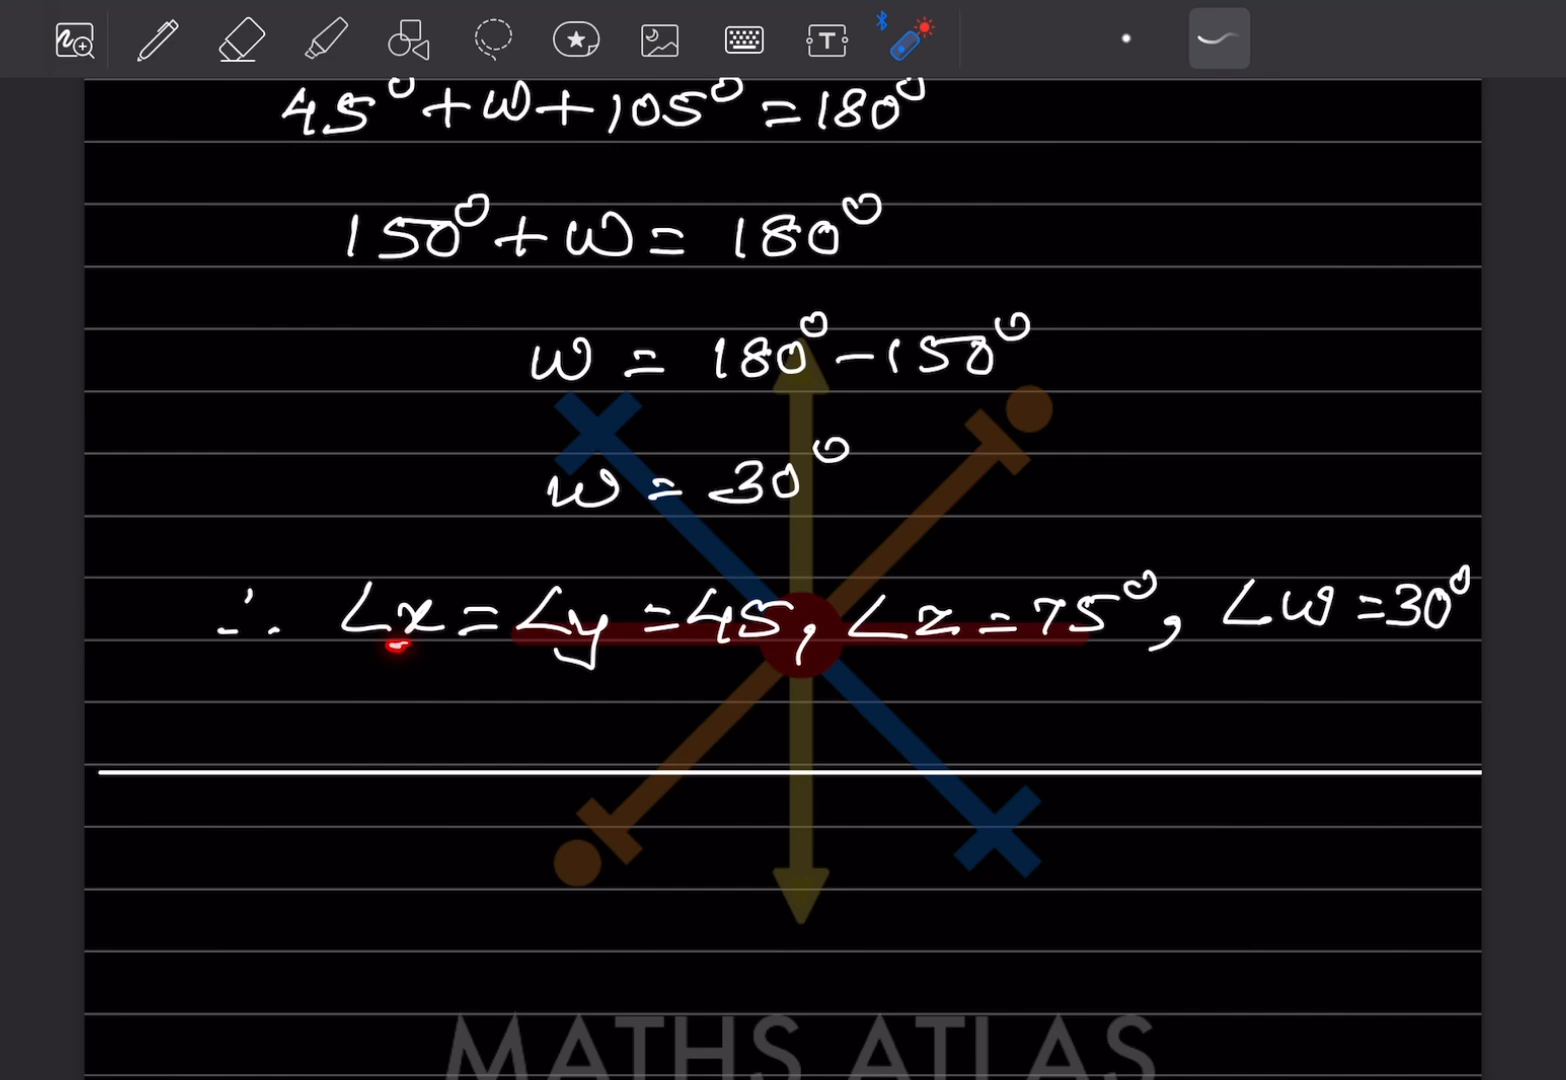 45° + w + 105° = 180°
150° + w = 180°
w = 180° - 150°
w = 30°
∴ ∠x = ∠y = 45, ∠z = 75°, ∠w = 30°
MATHS ATLAS